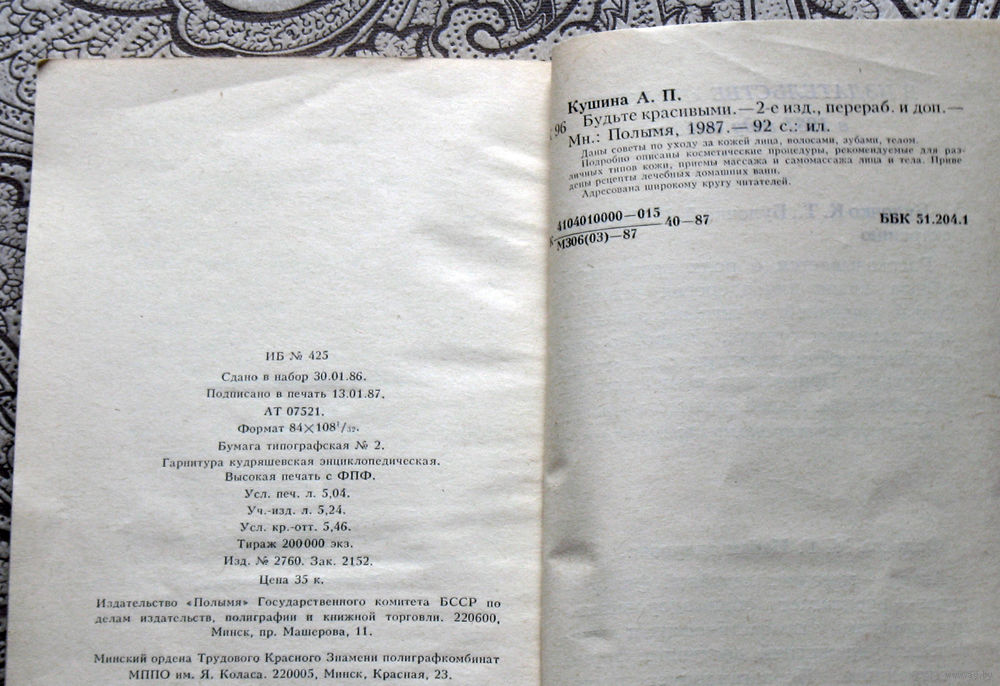 ИБ № 425
Сдано в набор 30.01.86.
Подписано в печать 13.01.87.
АТ 07521.
Формат 84×108¹/₃₂.
Бумага типографская № 2.
Гарнитура кудряшевская энциклопедическая.
Высокая печать с ФПФ.
Усл. печ. л. 5,04.
Уч.-изд. л. 5,24.
Усл. кр.-отт. 5,46.
Тираж 200 000 экз.
Изд. № 2760. Зак. 2152.
Цена 35 к.
Издательство «Полымя» Государственного комитета БССР по
делам издательств, полиграфии и книжной торговли. 220600,
Минск, пр. Машерова, 11.
Минский ордена Трудового Красного Знамени полиграфкомбинат
МППО им. Я. Коласа. 220005, Минск, Красная, 23.
Кушина А. П.
96 Будьте красивыми.—2-е изд., перераб. и доп.—
Мн.: Полымя, 1987.— 92 с.: ил.
Даны советы по уходу за кожей лица, волосами, зубами, телом.
Подробно описаны косметические процедуры, рекомендуемые для раз-
личных типов кожи, приемы массажа и самомассажа лица и тела. Приве
дены рецепты лечебных домашних ванн.
Адресована широкому кругу читателей.
4104010000—015
К 40—87
М306(03)—87
ББК 51.204.1